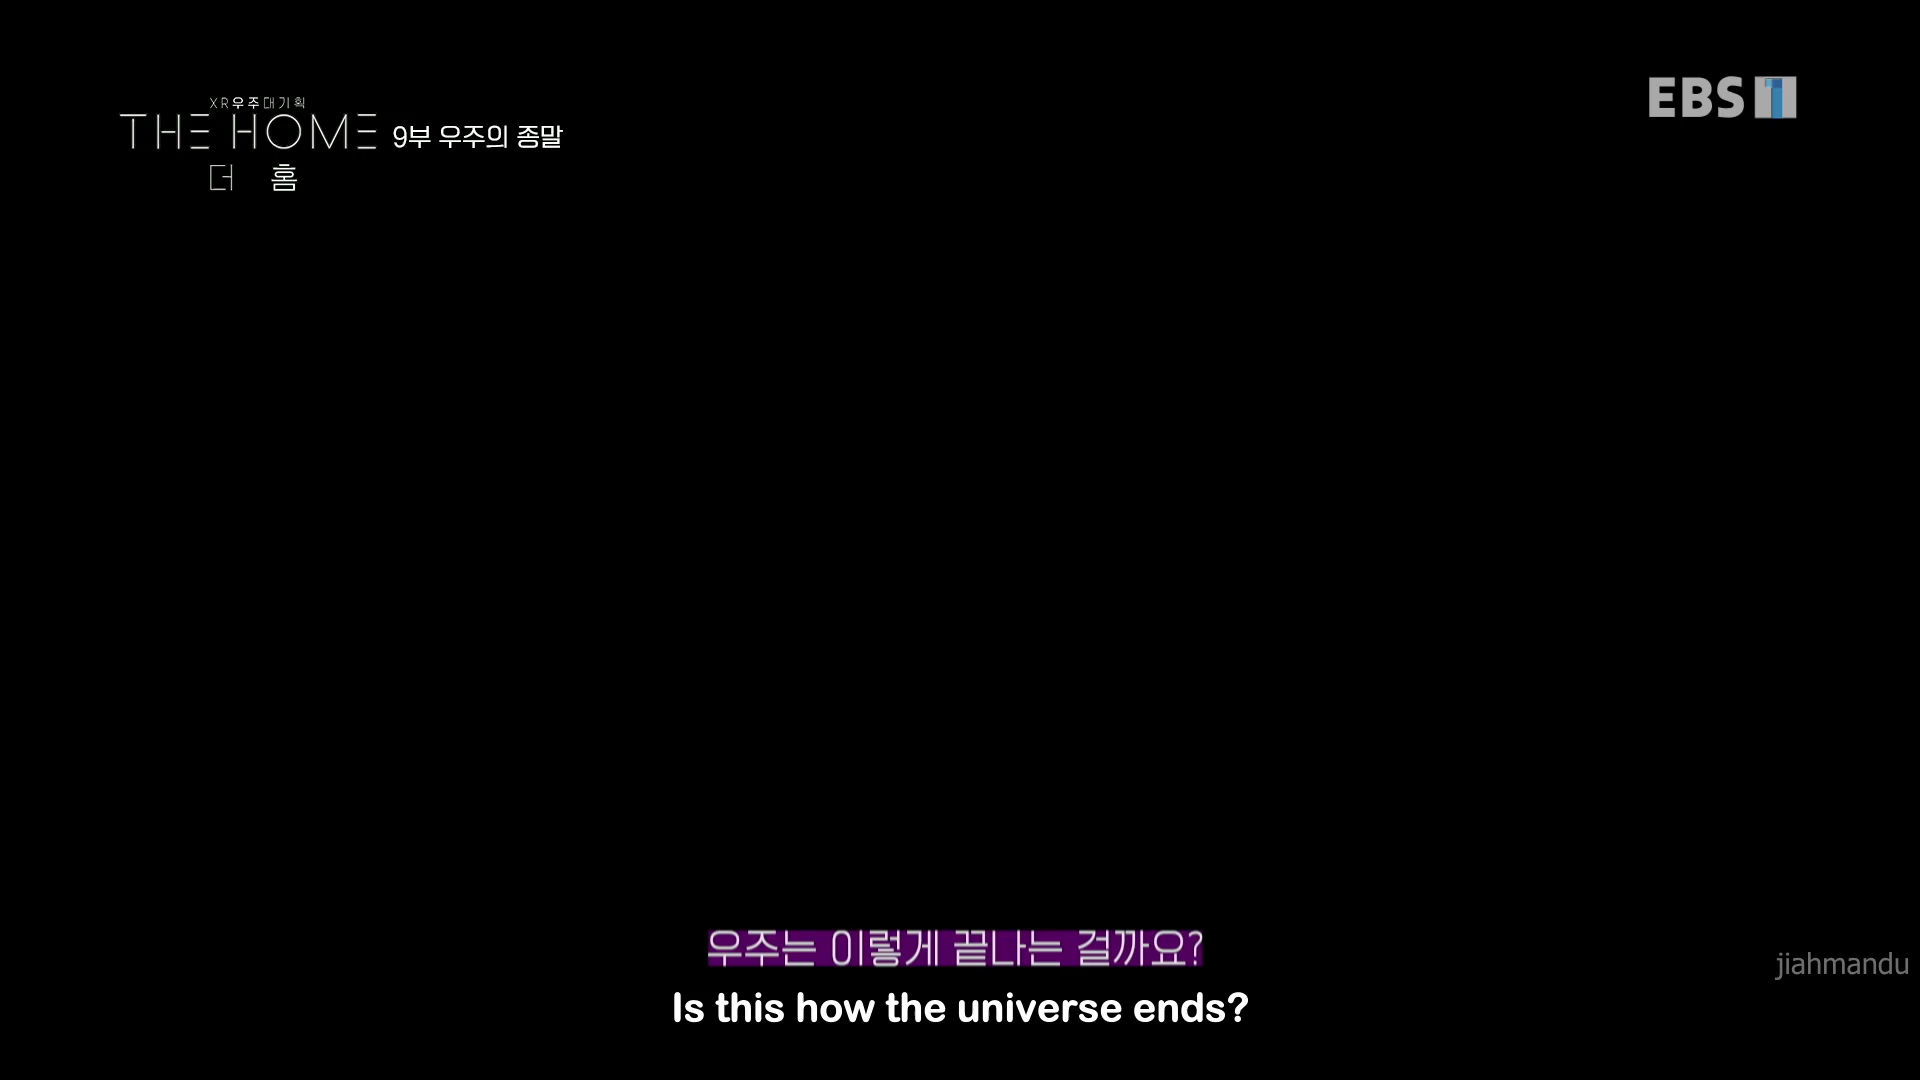 XR우주대기획
THE HOME
더 홈
9부 우주의 종말
EBS 1
우주는 이렇게 끝나는 걸까요?
jiahmandu
Is this how the universe ends?